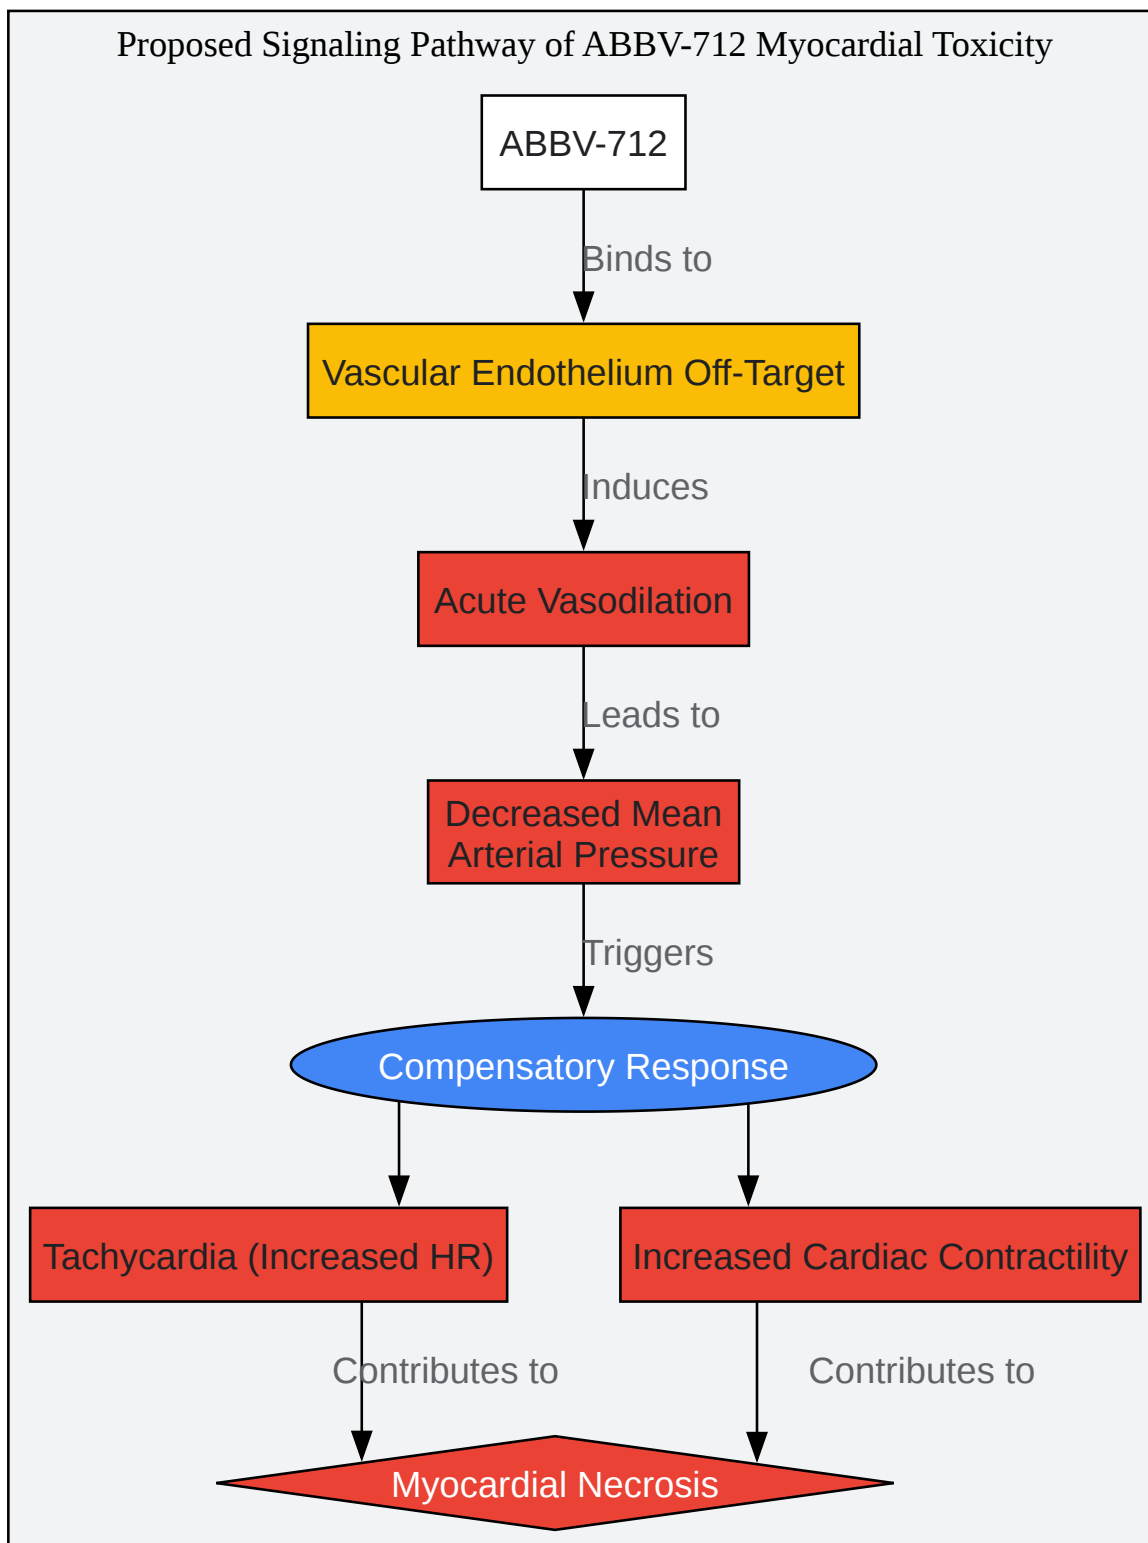 Proposed Signaling Pathway of ABBV-712 Myocardial Toxicity
ABBV-712
Binds to
Vascular Endothelium Off-Target
Induces
Acute Vasodilation
Leads to
Decreased Mean
Arterial Pressure
Triggers
Compensatory Response
Tachycardia (Increased HR)
Increased Cardiac Contractility
Contributes to
Contributes to
Myocardial Necrosis